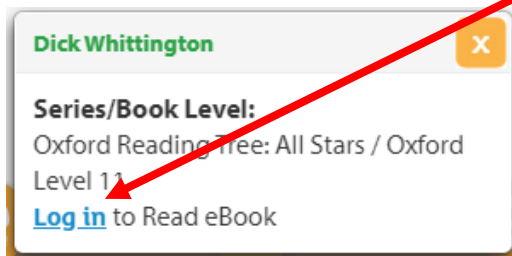 Dick Whittington
x
Series/Book Level:
Oxford Reading Tree: All Stars / Oxford
Level 11
Log in to Read eBook